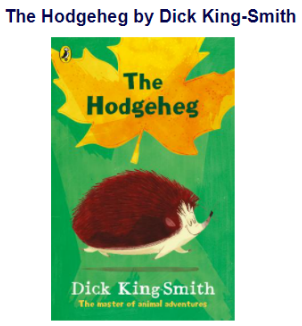 The Hodgeheg by Dick King-Smith
The
Hodgeheg
Dick King Smith
The master of animal adventures